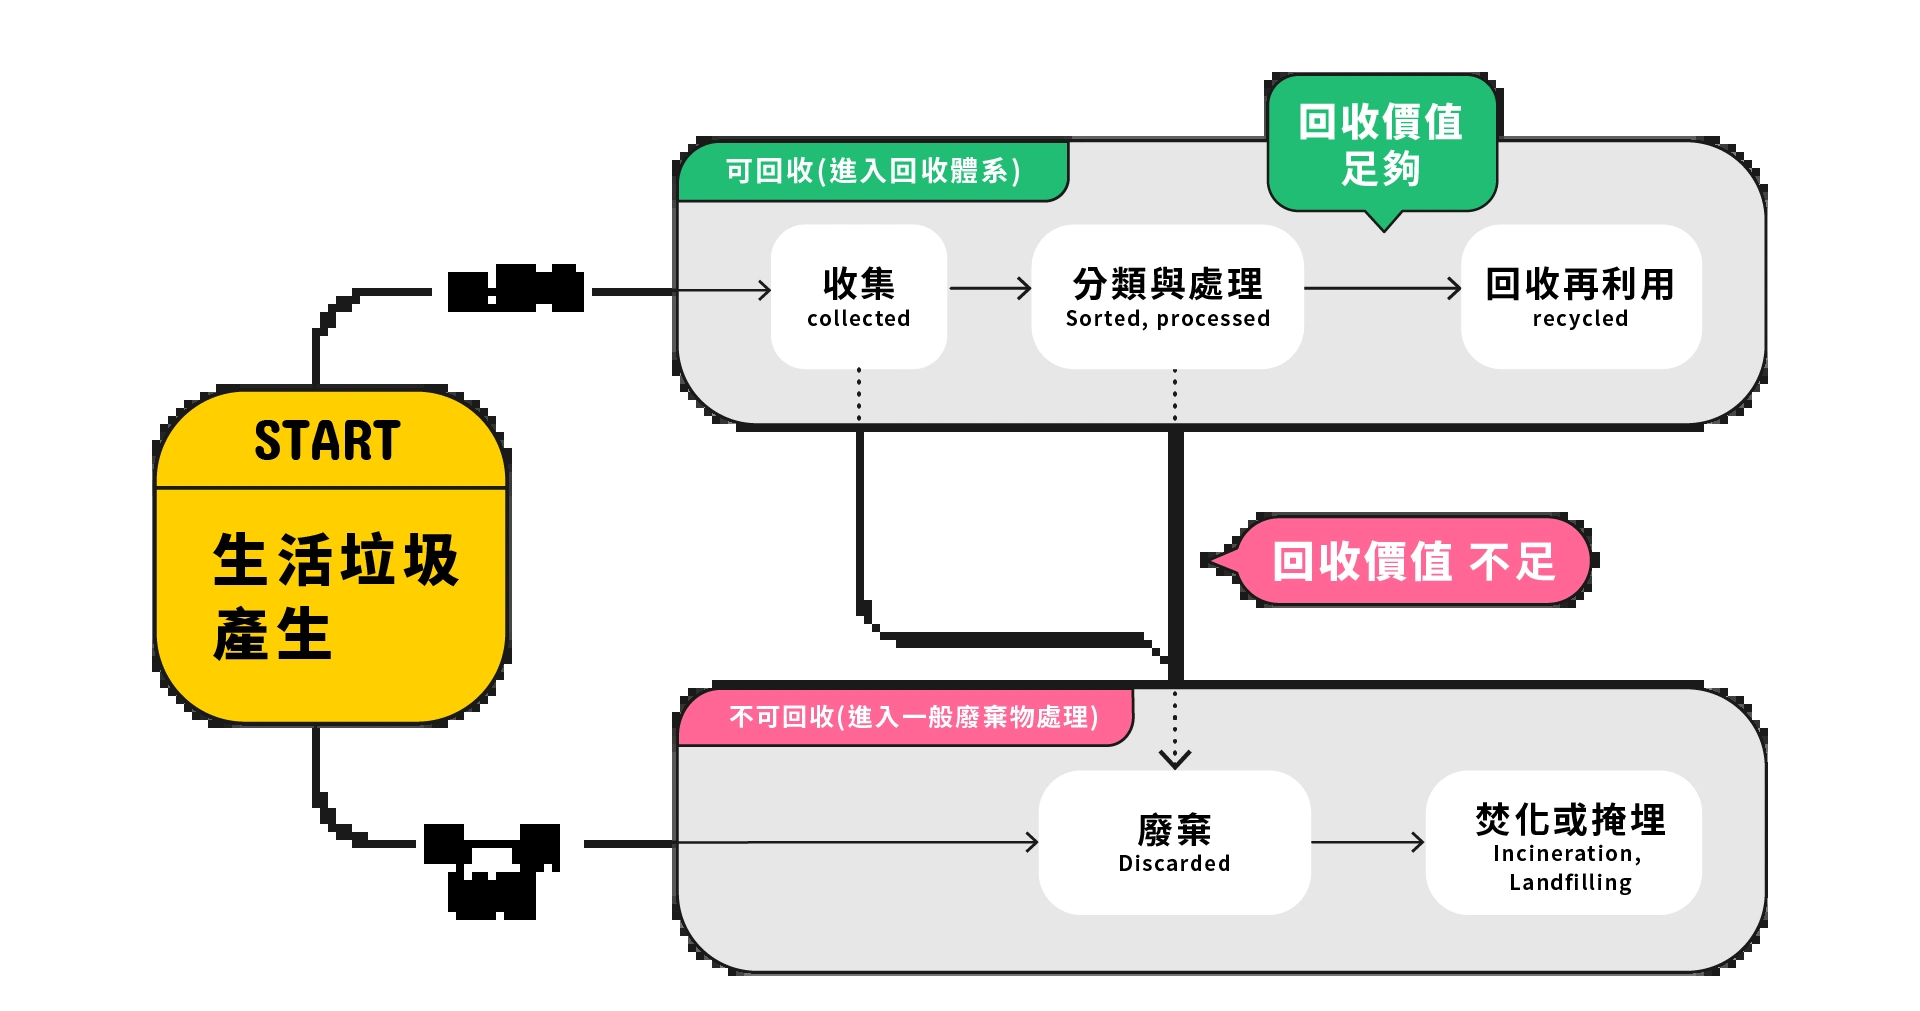 START
生活垃圾
產生
可回收(進入回收體系)
回收價值
足夠
收集
collected
分類與處理
Sorted, processed
回收再利用
recycled
回收價值 不足
不可回收(進入一般廢棄物處理)
廢棄
Discarded
焚化或掩埋
Incineration,
Landfilling